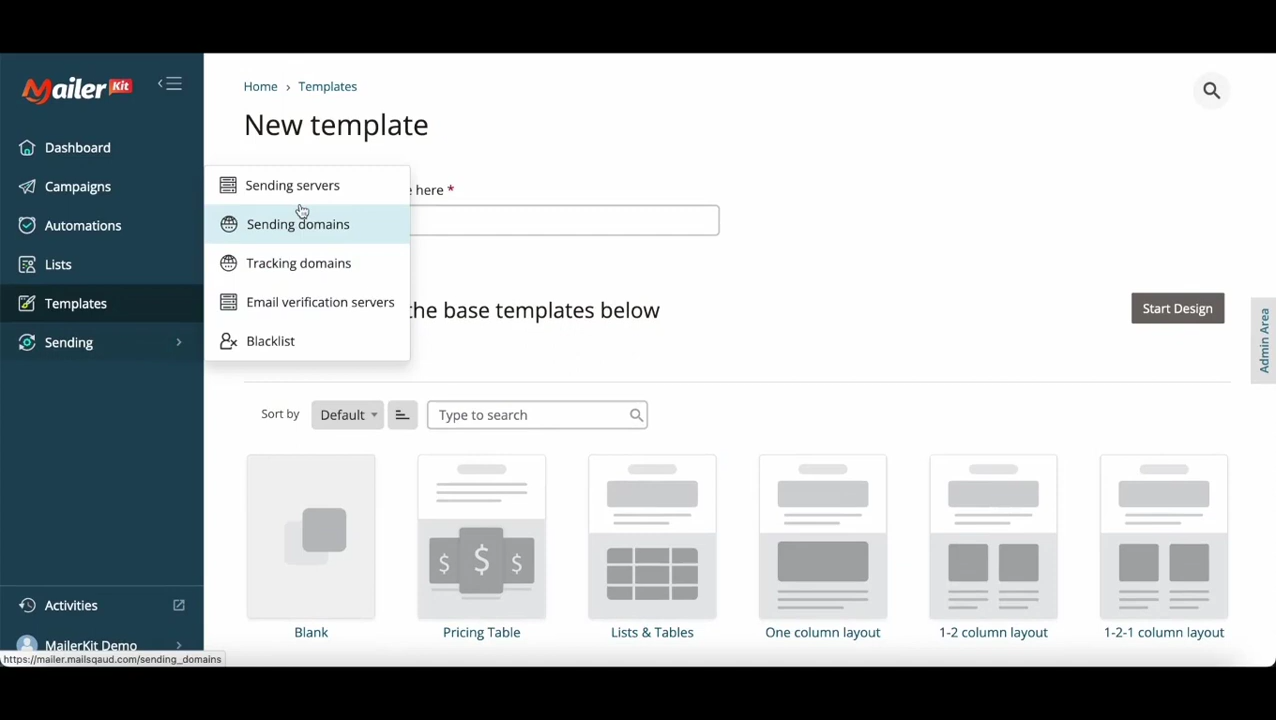 Mailer Kit
Dashboard
Campaigns
Automations
Lists
Templates
Sending
Activities
MailerKit Demo
https://mailer.mailsqaud.com/sending_domains
Home › Templates
New template
Sending servers
Sending domains
Tracking domains
Email verification servers
Blacklist
here *
the base templates below
Start Design
Admin Area
Sort by Default Type to search
$ $ $
Blank Pricing Table Lists & Tables One column layout 1-2 column layout 1-2-1 column layout